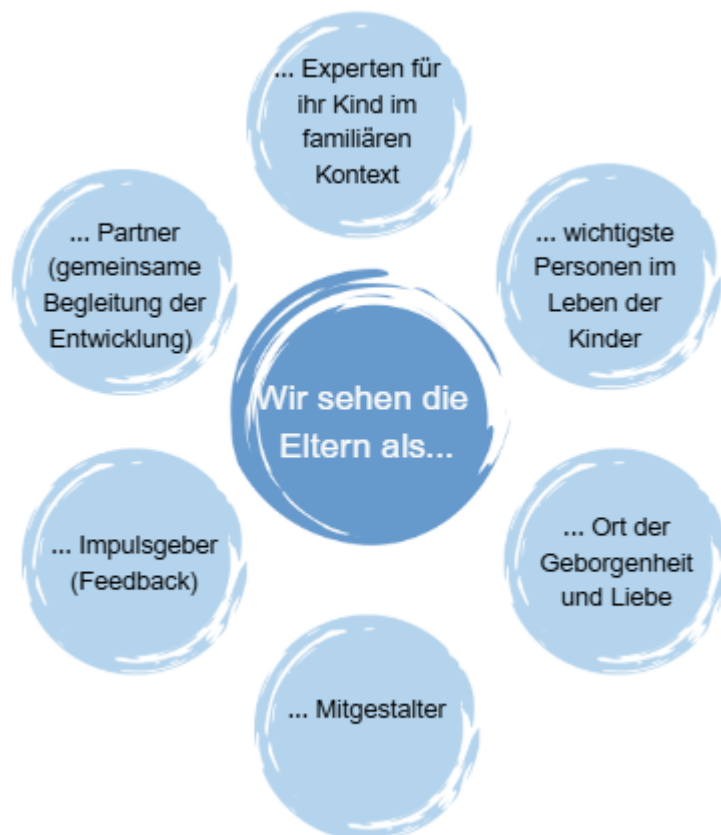 ... Experten für
ihr Kind im
familiären
Kontext
... Partner
(gemeinsame
Begleitung der
Entwicklung)
... wichtigste
Personen im
Leben der
Kinder
Wir sehen die
Eltern als...
... Impulsgeber
(Feedback)
... Ort der
Geborgenheit
und Liebe
... Mitgestalter